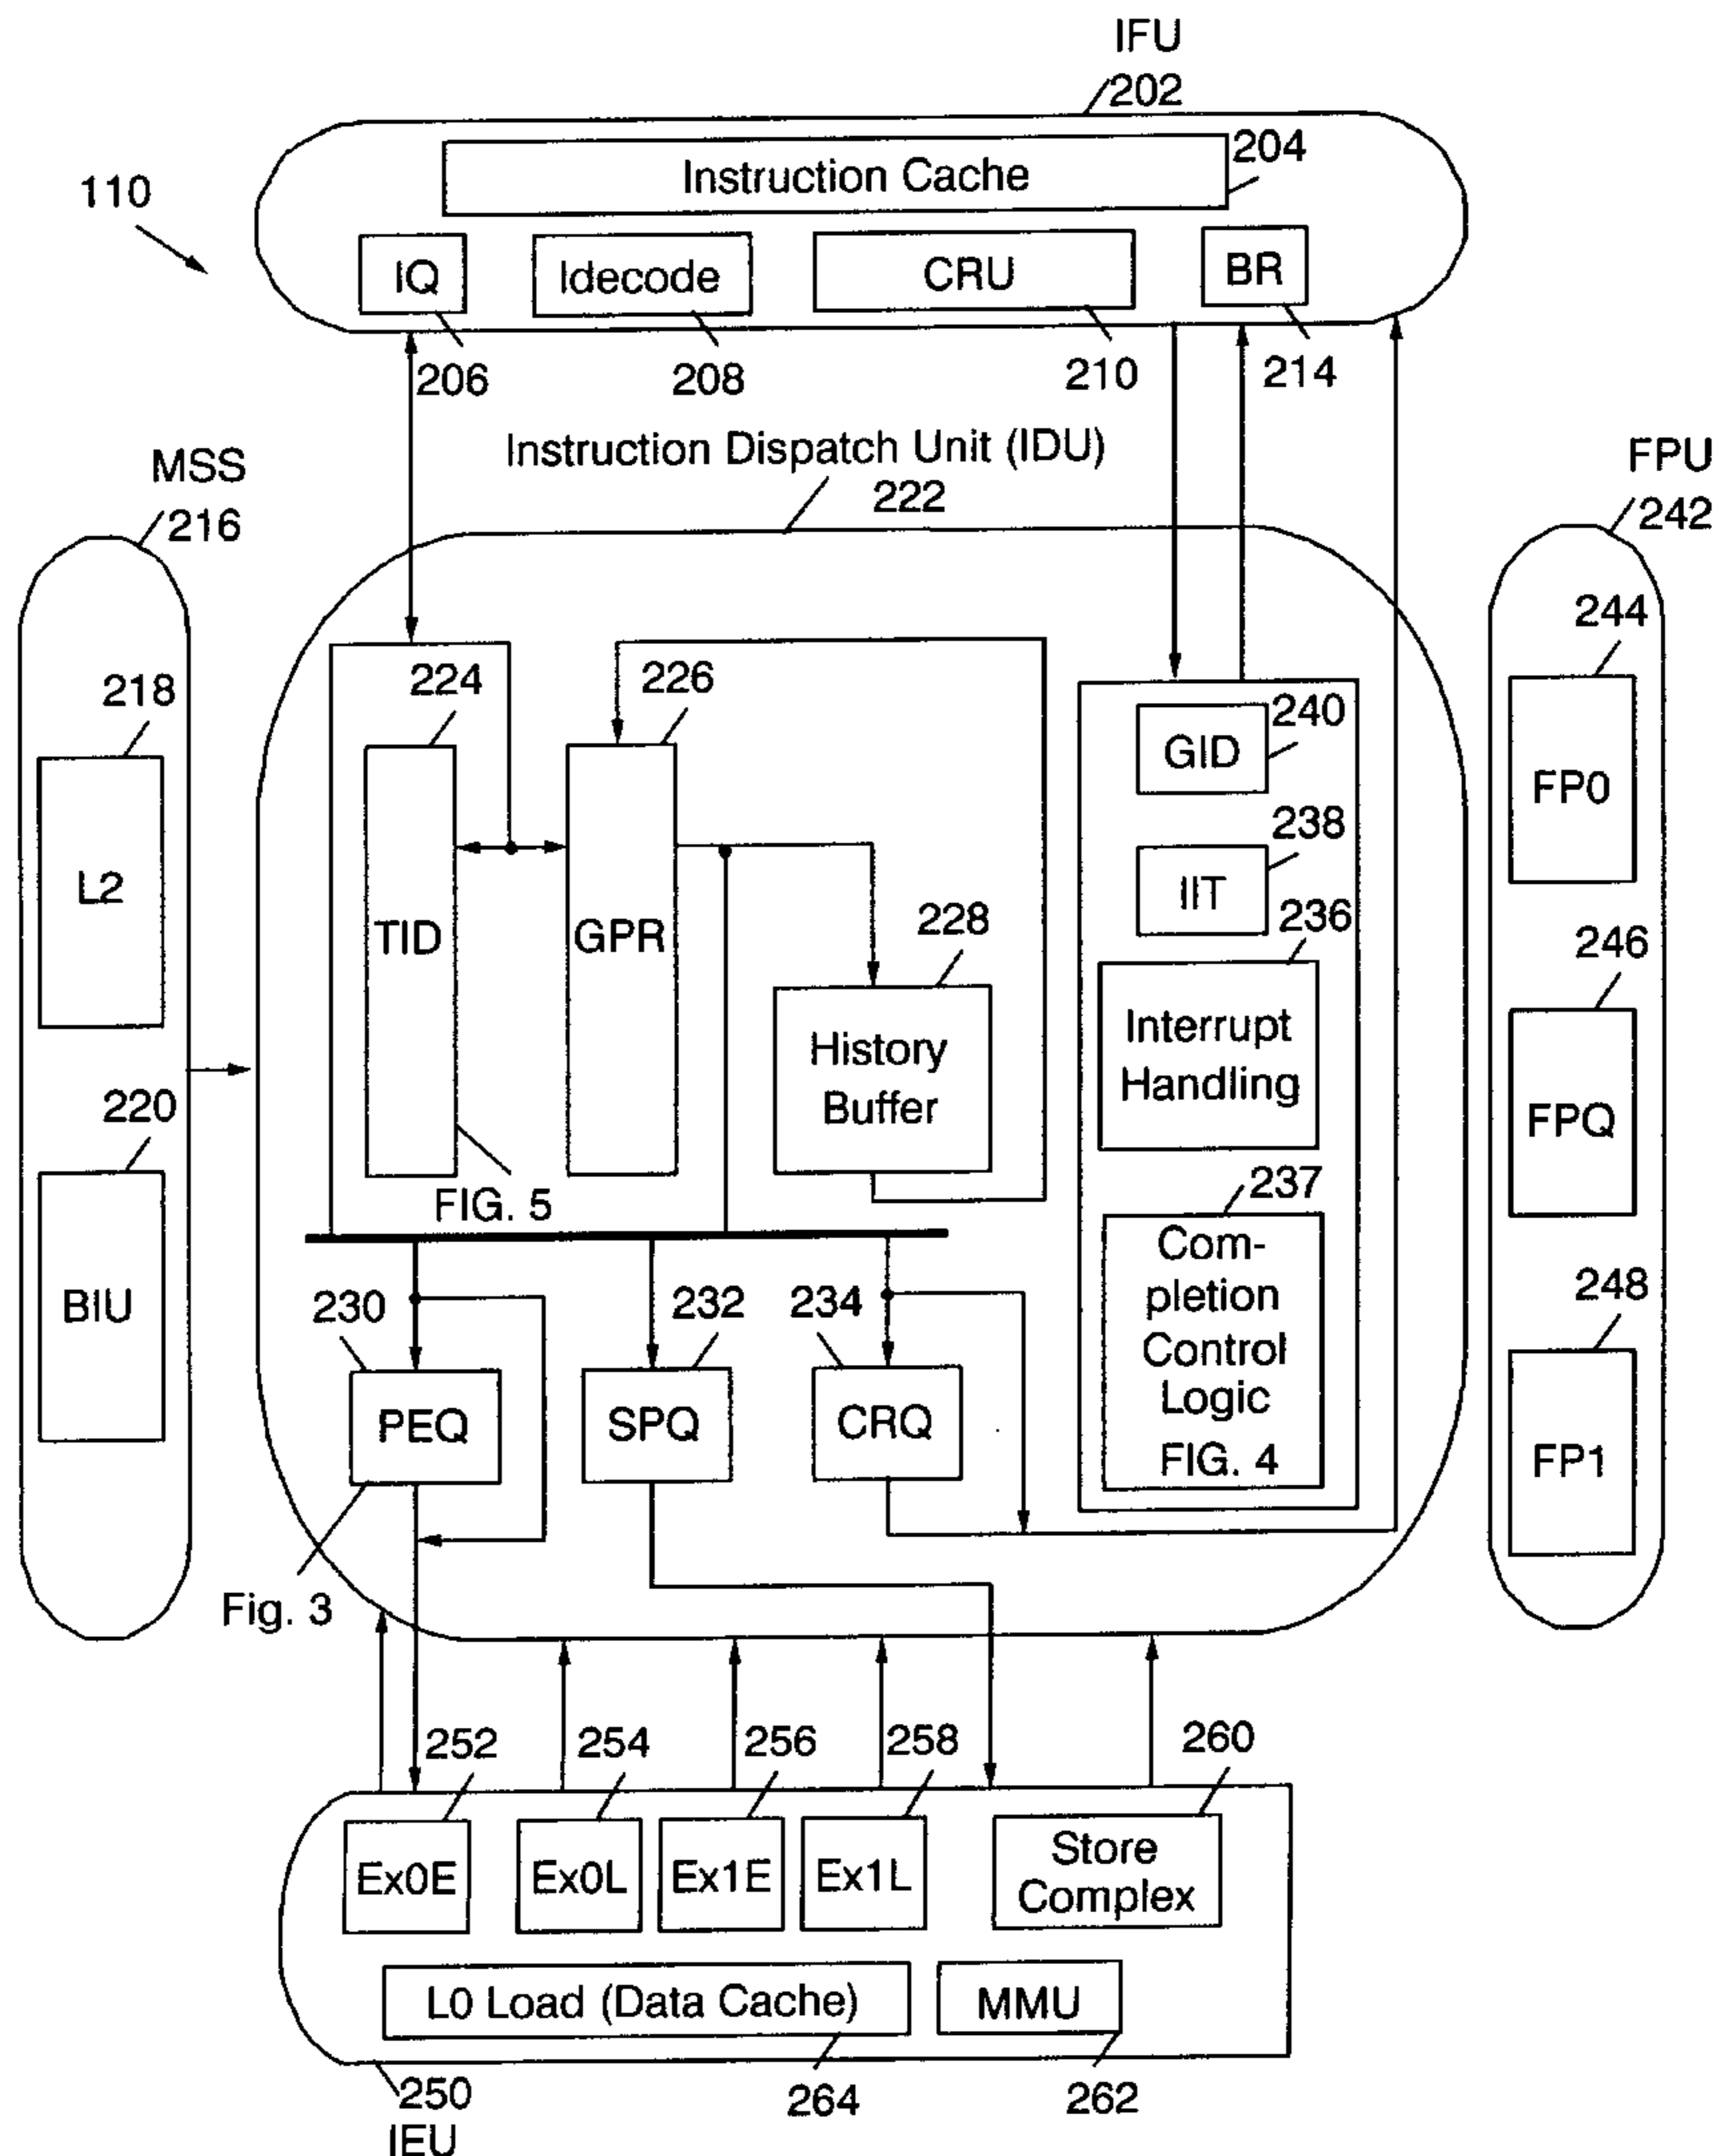 IFU
202
110
Instruction Cache
204
IQ
Idecode
CRU
BR
206
208
210
214
Instruction Dispatch Unit (IDU)
222
MSS
216
FPU
242
218
L2
220
BIU
224
226
TID
GPR
FIG. 5
228
History
Buffer
240
GID
238
IIT
236
Interrupt
Handling
237
Com-
pletion
Control
Logic
FIG. 4
244
FP0
246
FPQ
248
FP1
230
232
234
PEQ
SPQ
CRQ
Fig. 3
252
254
256
258
260
Ex0E
Ex0L
Ex1E
Ex1L
Store
Complex
L0 Load (Data Cache)
MMU
250
264
262
IEU